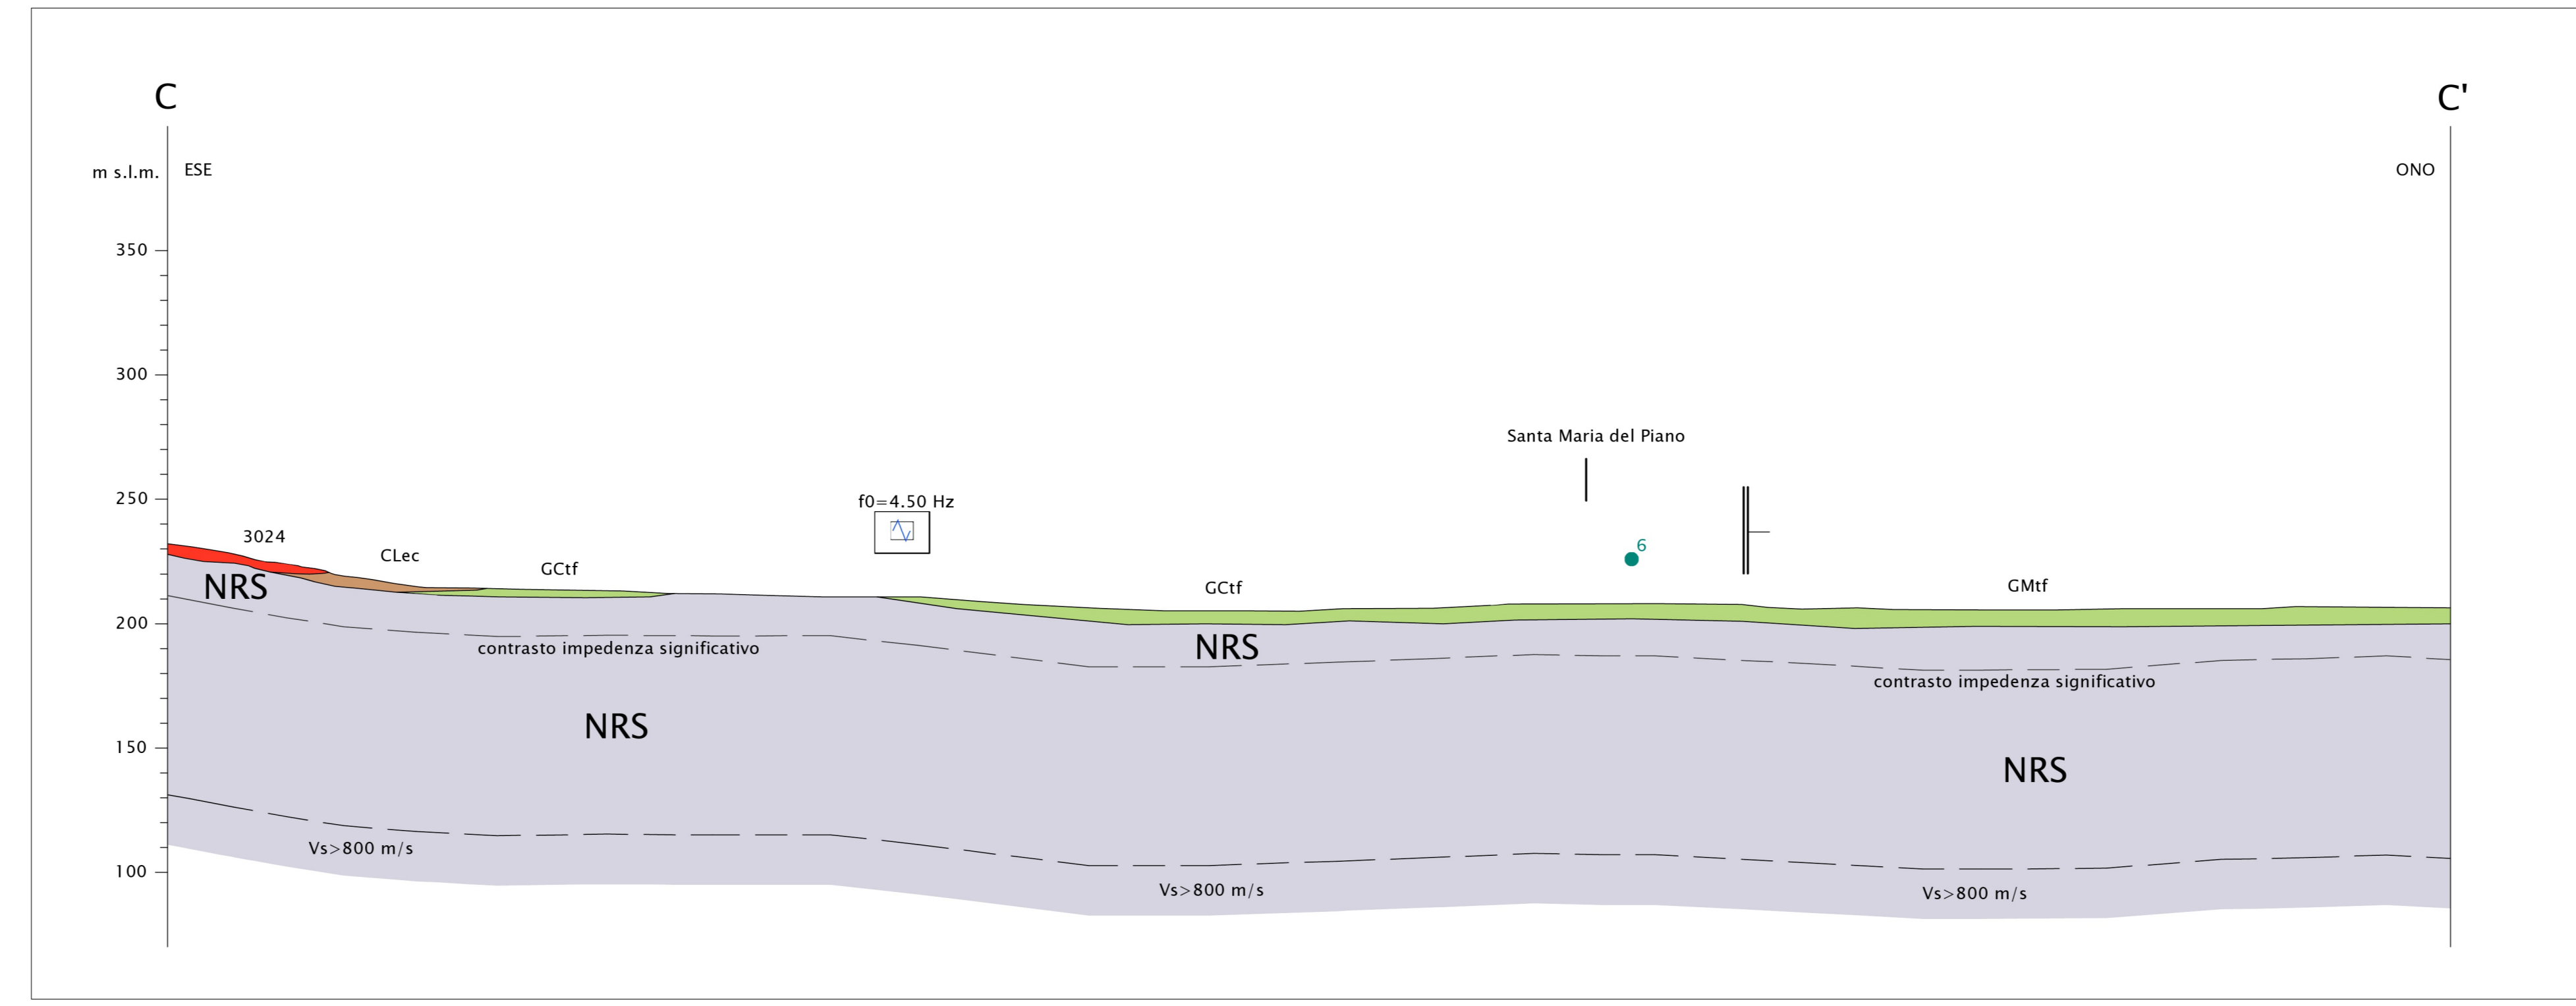 C
C'
m s.l.m.
ESE
ONO
350
300
Santa Maria del Piano
250
f0=4.50 Hz
3024
6
CLec
GCtf
GCtf
GMtf
NRS
200
NRS
contrasto impedenza significativo
contrasto impedenza significativo
NRS
150
NRS
Vs>800 m/s
100
Vs>800 m/s
Vs>800 m/s